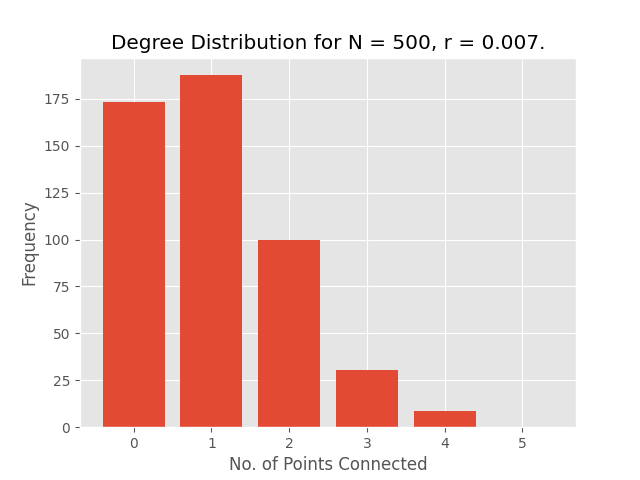 Degree Distribution for N = 500, r = 0.007.
175
150
125
100
75
50
25
0
Frequency
0 1 2 3 4 5
No. of Points Connected